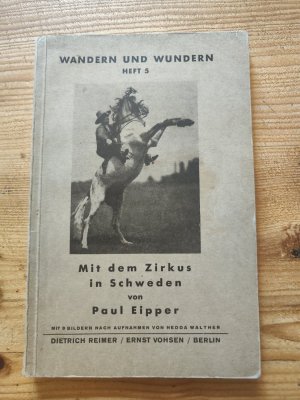 WANDERN UND WUNDERN
HEFT 5
Mit dem Zirkus
in Schweden
von
Paul Eipper
MIT 9 BILDERN NACH AUFNAHMEN VON HEDDA WALTHER
DIETRICH REIMER / ERNST VOHSEN / BERLIN